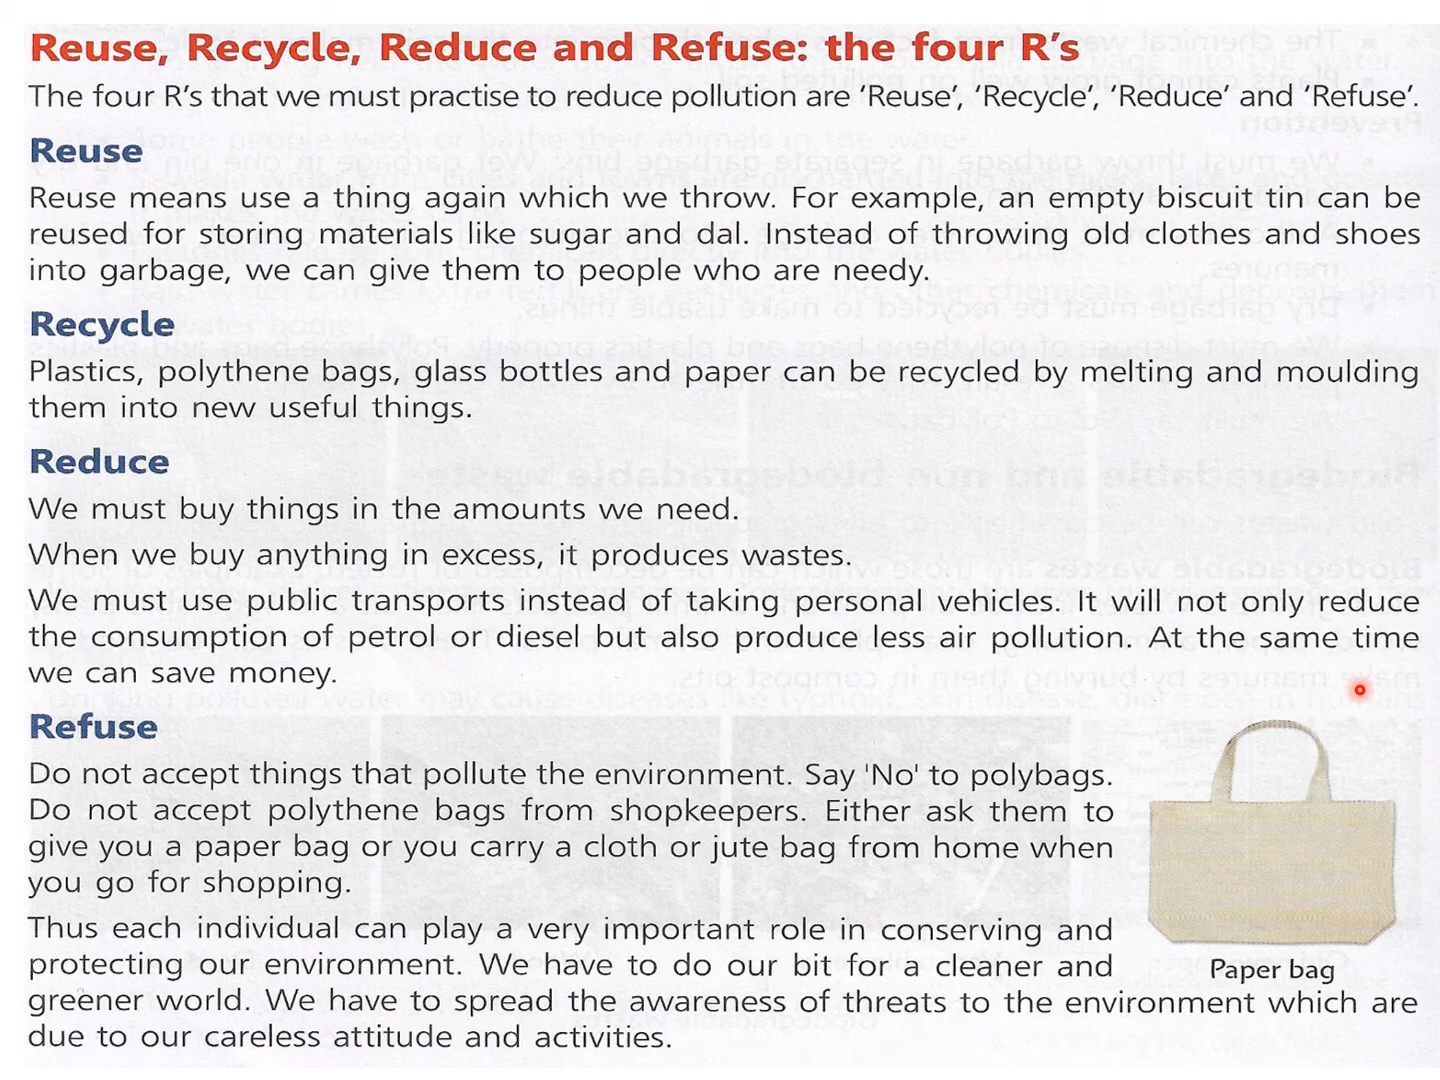 Reuse, Recycle, Reduce and Refuse: the four R's
The four R's that we must practise to reduce pollution are 'Reuse', 'Recycle', 'Reduce' and 'Refuse'.
Reuse
Reuse means use a thing again which we throw. For example, an empty biscuit tin can be
reused for storing materials like sugar and dal. Instead of throwing old clothes and shoes
into garbage, we can give them to people who are needy.
Recycle
Plastics, polythene bags, glass bottles and paper can be recycled by melting and moulding
them into new useful things.
Reduce
We must buy things in the amounts we need.
When we buy anything in excess, it produces wastes.
We must use public transports instead of taking personal vehicles. It will not only reduce
the consumption of petrol or diesel but also produce less air pollution. At the same time
we can save money.
Refuse
Do not accept things that pollute the environment. Say 'No' to polybags.
Do not accept polythene bags from shopkeepers. Either ask them to
give you a paper bag or you carry a cloth or jute bag from home when
you go for shopping.
Thus each individual can play a very important role in conserving and
protecting our environment. We have to do our bit for a cleaner and
greener world. We have to spread the awareness of threats to the environment which are
due to our careless attitude and activities.
Paper bag